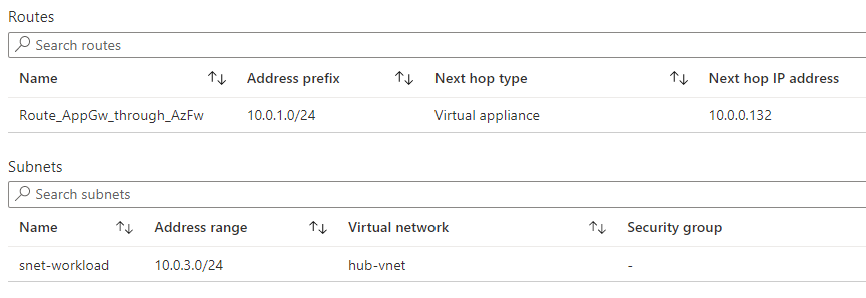 Routes
Search routes
Name Address prefix Next hop type Next hop IP address
Route_AppGw_through_AzFw 10.0.1.0/24 Virtual appliance 10.0.0.132
Subnets
Search subnets
Name Address range Virtual network Security group
snet-workload 10.0.3.0/24 hub-vnet -